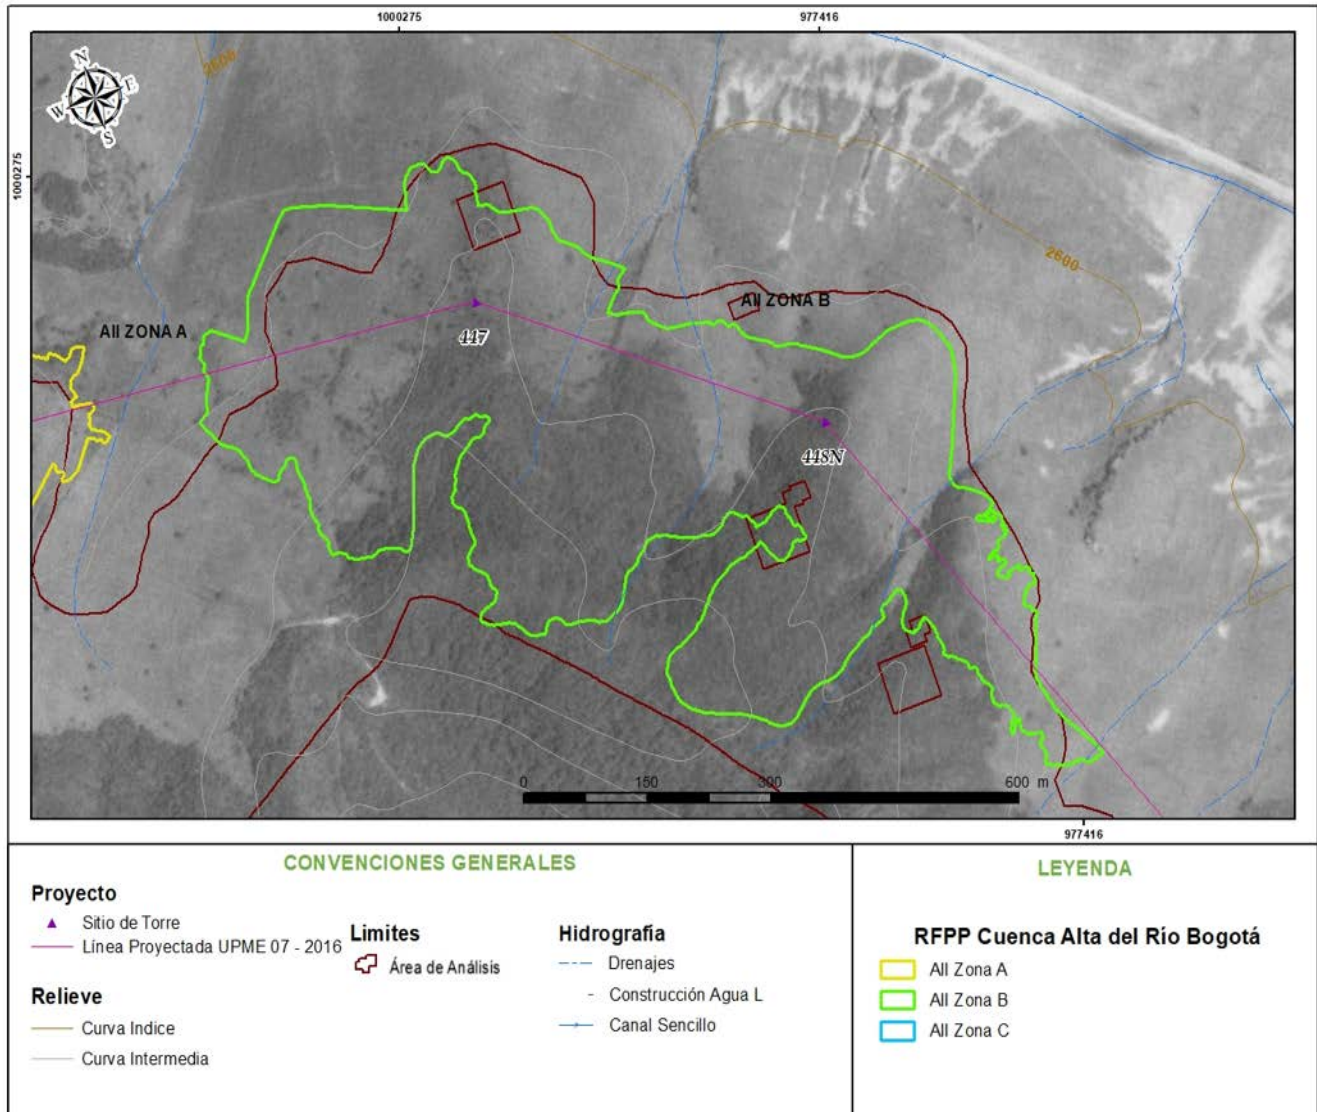 1000275
977416
1000275
2600
N
E
W
S
2600
AII ZONA B
AII ZONA A
447
448N
0 150 300 600 m
977416
CONVENCIONES GENERALES
Proyecto
Sitio de Torre
Línea Proyectada UPME 07 - 2016
Relieve
Curva Indice
Curva Intermedia
Limites
Área de Análisis
Hidrografía
Drenajes
Construcción Agua L
Canal Sencillo
LEYENDA
RFPP Cuenca Alta del Río Bogotá
AII Zona A
AII Zona B
AII Zona C